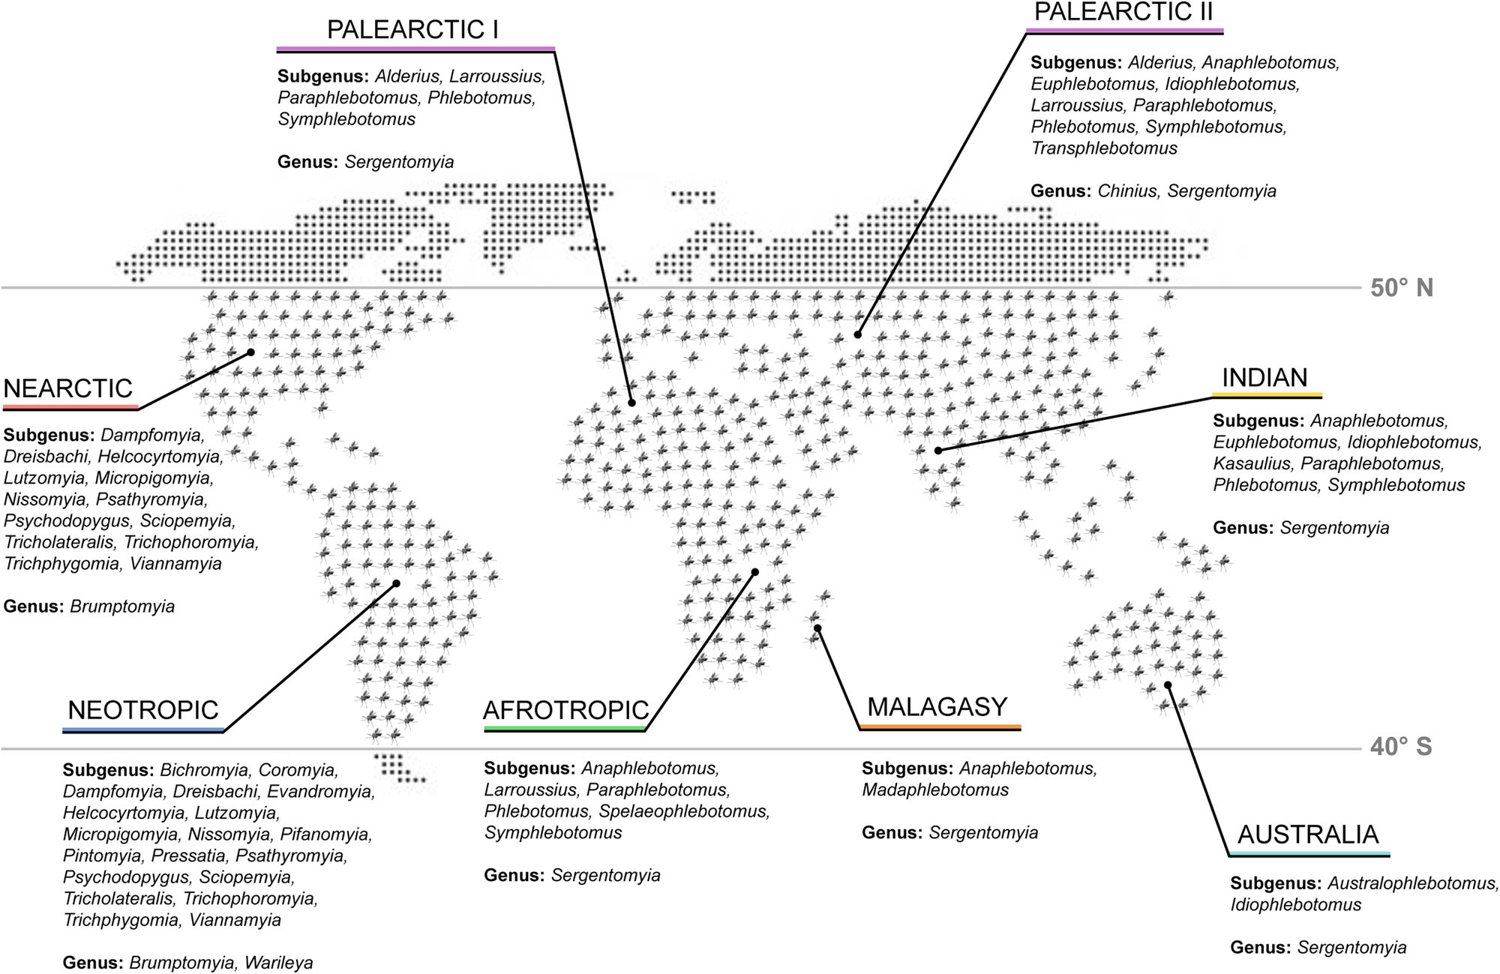 PALEARCTIC I
Subgenus: Alderius, Larroussius,
Paraphlebotomus, Phlebotomus,
Symphlebotomus
Genus: Sergentomyia
PALEARCTIC II
Subgenus: Alderius, Anaphlebotomus,
Euphlebotomus, Idiophlebotomus,
Larroussius, Paraphlebotomus,
Phlebotomus, Symphlebotomus,
Transphlebotomus
Genus: Chinius, Sergentomyia
50° N
NEARCTIC
Subgenus: Dampfomyia,
Dreisbachi, Helcocyrtomyia,
Lutzomyia, Micropigomyia,
Nissomyia, Psathyromyia,
Psychodopygus, Sciopemyia,
Tricholateralis, Trichophoromyia,
Trichphygomia, Viannamyia
Genus: Brumptomyia
INDIAN
Subgenus: Anaphlebotomus,
Euphlebotomus, Idiophlebotomus,
Kasaulius, Paraphlebotomus,
Phlebotomus, Symphlebotomus
Genus: Sergentomyia
NEOTROPIC
Subgenus: Bichromyia, Coromyia,
Dampfomyia, Dreisbachi, Evandromyia,
Helcocyrtomyia, Lutzomyia,
Micropigomyia, Nissomyia, Pifanomyia,
Pintomyia, Pressatia, Psathyromyia,
Psychodopygus, Sciopemyia,
Tricholateralis, Trichophoromyia,
Trichphygomia, Viannamyia
Genus: Brumptomyia, Warileya
AFROTROPIC
Subgenus: Anaphlebotomus,
Larroussius, Paraphlebotomus,
Phlebotomus, Spelaeophlebotomus,
Symphlebotomus
Genus: Sergentomyia
MALAGASY
Subgenus: Anaphlebotomus,
Madaphlebotomus
Genus: Sergentomyia
40° S
AUSTRALIA
Subgenus: Australophlebotomus,
Idiophlebotomus
Genus: Sergentomyia